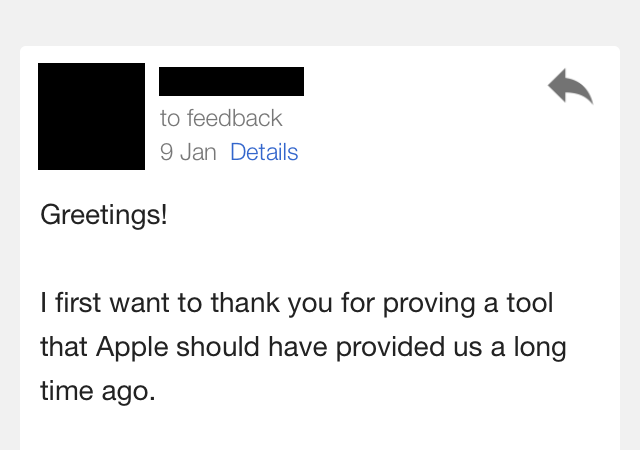 to feedback
9 Jan Details
Greetings!
I first want to thank you for proving a tool
that Apple should have provided us a long
time ago.